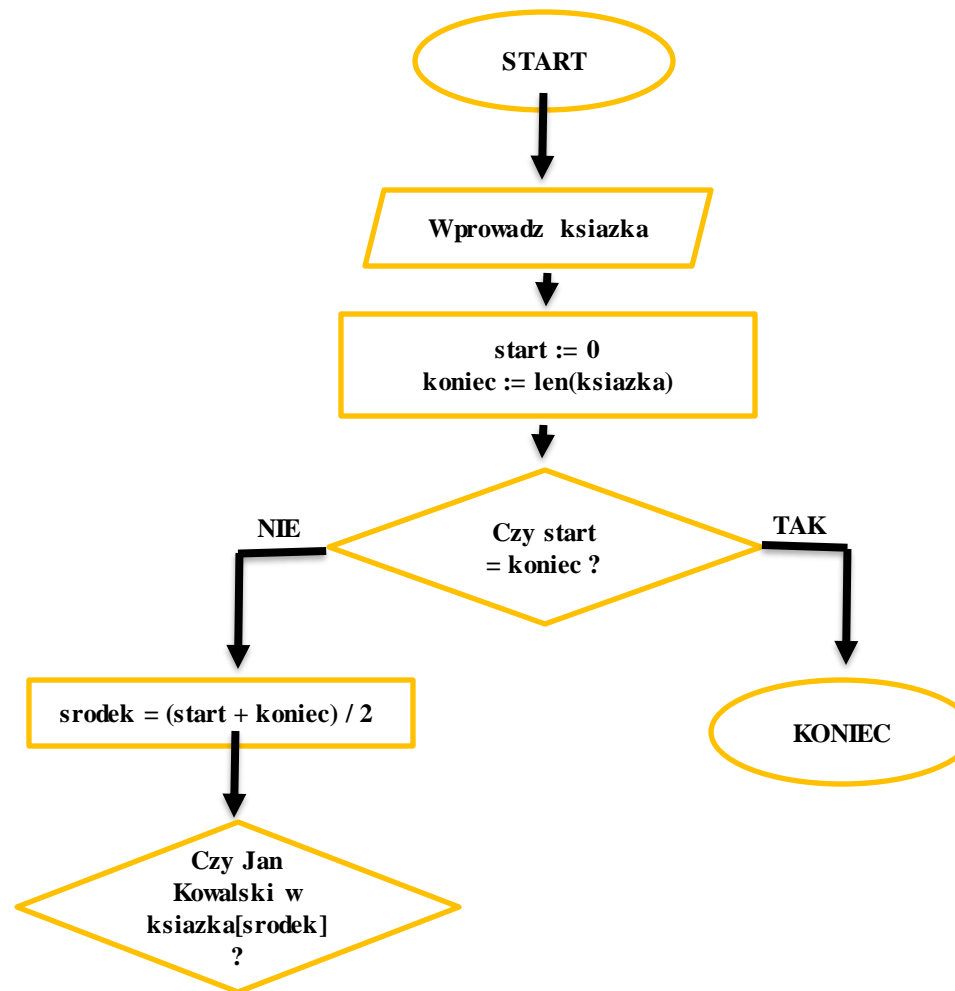 START
Wprowadz ksiazka
start := 0
koniec := len(ksiazka)
NIE
Czy start
= koniec ?
TAK
srodek = (start + koniec) / 2
KONIEC
Czy Jan
Kowalski w
ksiazka[srodek]
?